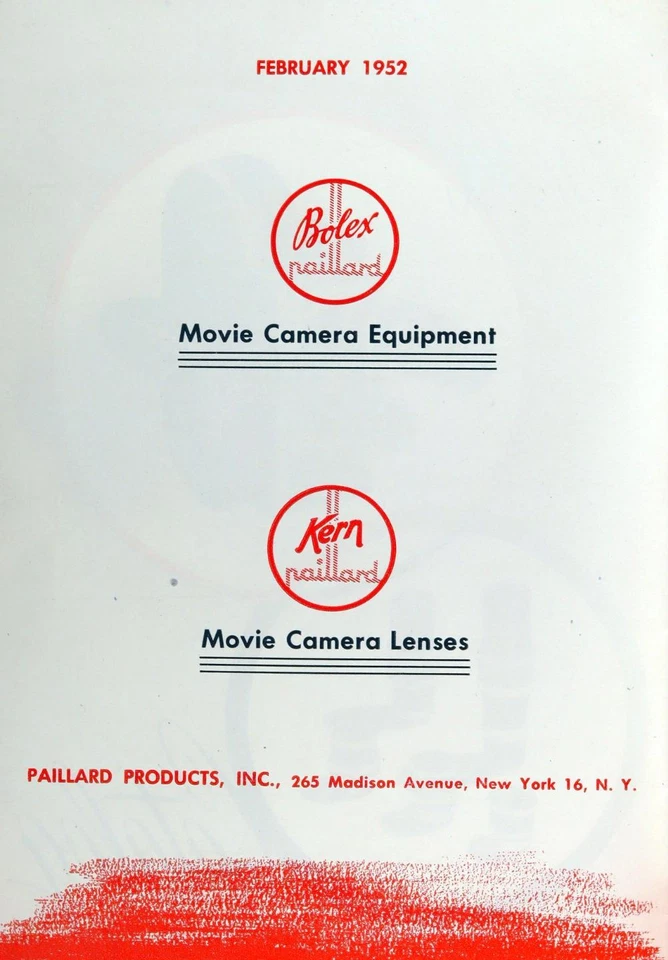 FEBRUARY 1952
Bolex
paillard
Movie Camera Equipment
Kern
paillard
Movie Camera Lenses
PAILLARD PRODUCTS, INC., 265 Madison Avenue, New York 16, N. Y.